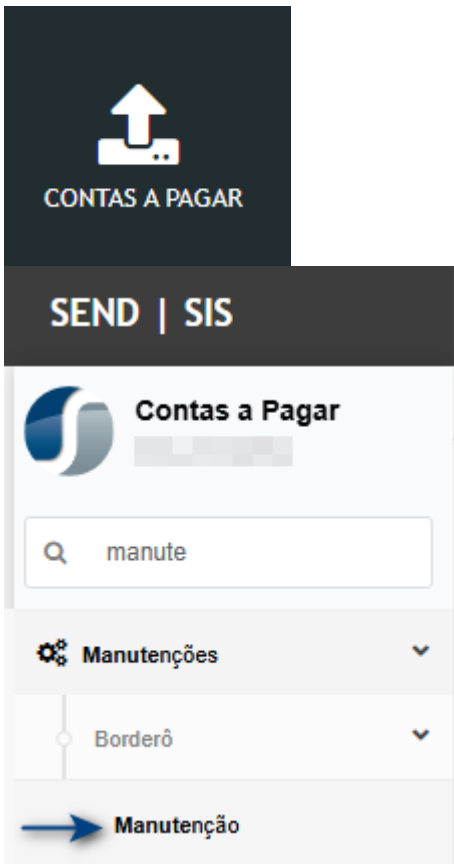 CONTAS A PAGAR
SEND | SIS
Contas a Pagar
manute
Manutenções
Borderô
Manutenção